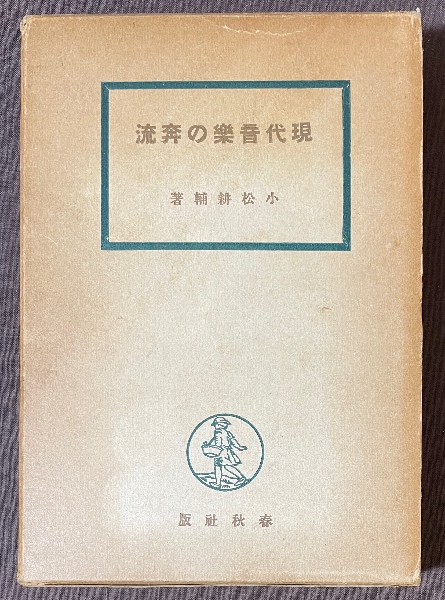 現代音樂の奔流
小松耕輔著
春秋社版